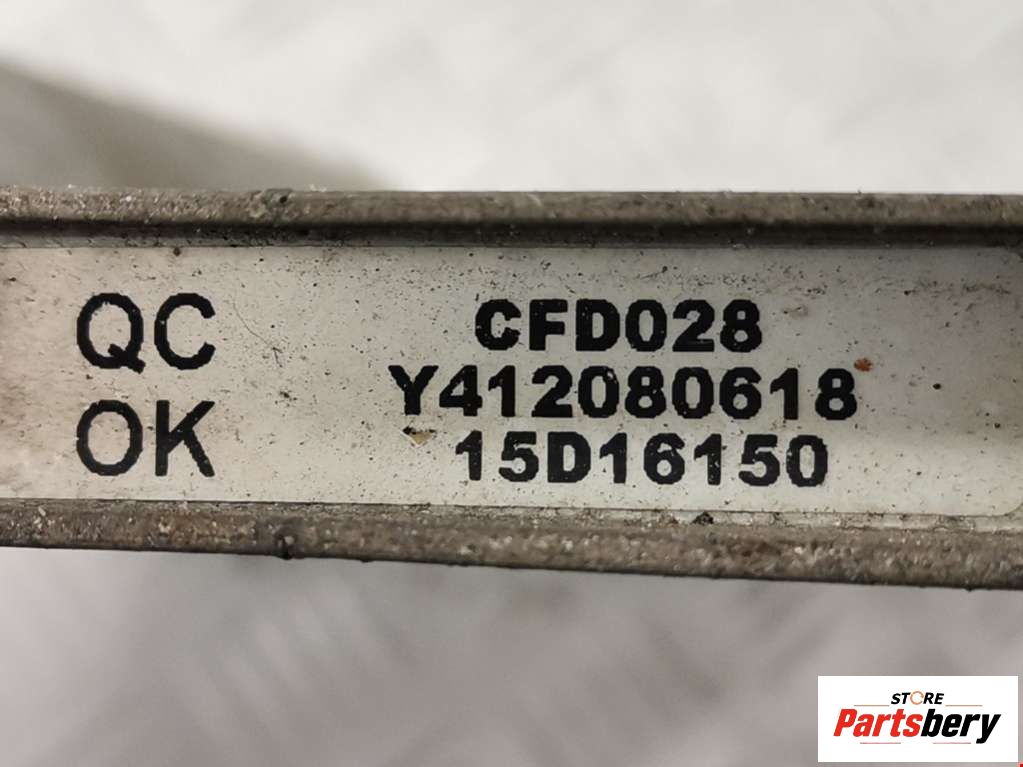 QC
OK
CFD028
Y412080618
15D16150
STORE
Partsbery